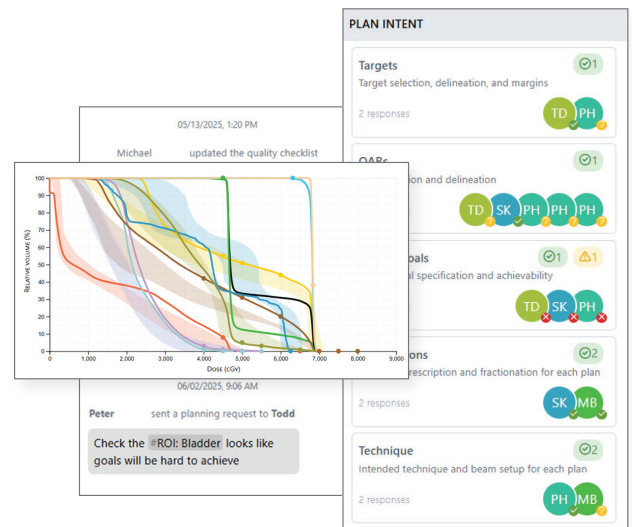 PLAN INTENT
Targets
1
Target selection, delineation, and margins
2 responses
TD PH
05/13/2025, 1:20 PM
Michael updated the quality checklist
OARs
1
ion and delineation
TD SK PH PH PH
100
90
80
70
60
50
40
30
20
10
0
RELATIVE VOLUME (%)
0 1,000 2,000 3,000 4,000 5,000 6,000 7,000 8,000 9,000
DOSE (CGY)
oals
1 1
al specification and achievability
TD SK PH
ions
2
rescription and fractionation for each plan
2 responses
SK MB
06/02/2025, 9:06 AM
Peter sent a planning request to Todd
Check the #ROI: Bladder looks like
goals will be hard to achieve
Technique
2
Intended technique and beam setup for each plan
2 responses
PH MB